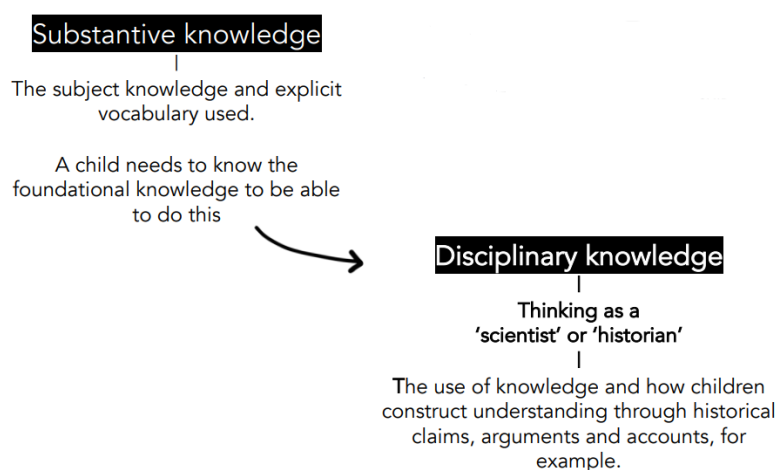 Substantive knowledge
The subject knowledge and explicit
vocabulary used.
A child needs to know the
foundational knowledge to be able
to do this
Disciplinary knowledge
Thinking as a
‘scientist’ or ‘historian’
The use of knowledge and how children
construct understanding through historical
claims, arguments and accounts, for
example.